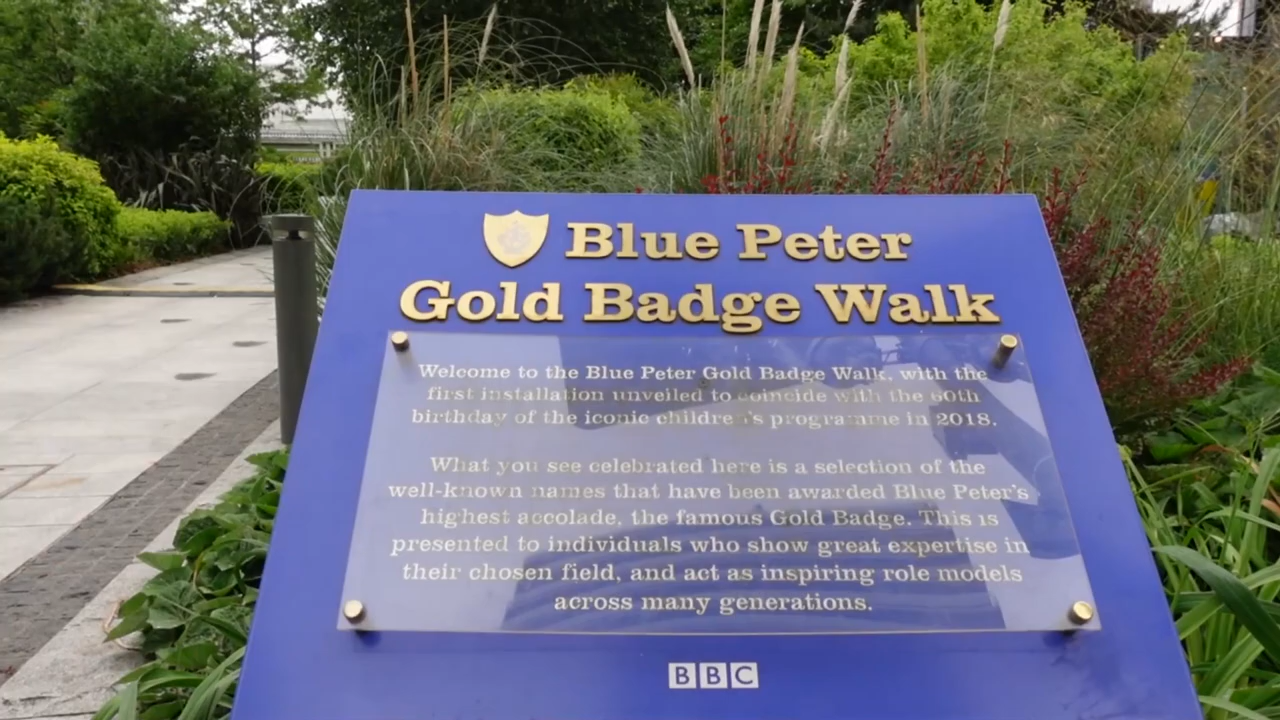 Blue Peter
Gold Badge Walk
Welcome to the Blue Peter Gold Badge Walk, with the
first installation unveiled to coincide with the 60th
birthday of the iconic children's programme in 2018.
What you see celebrated here is a selection of the
well-known names that have been awarded Blue Peter's
highest accolade, the famous Gold Badge. This is
presented to individuals who show great expertise in
their chosen field, and act as inspiring role models
across many generations.
BBC